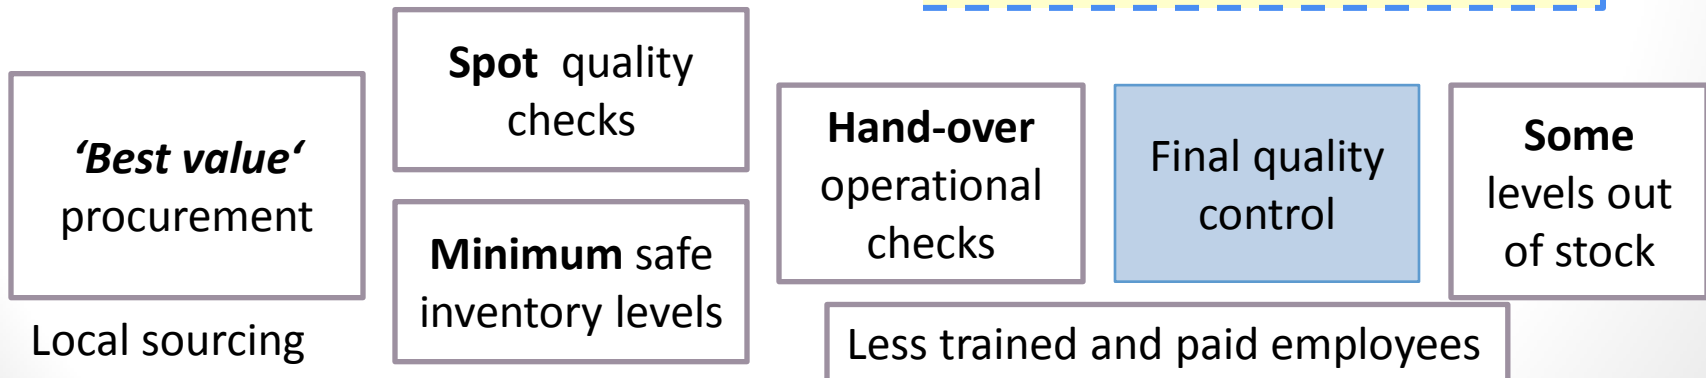 ‘Best value‘
procurement
Local sourcing
Spot quality
checks
Minimum safe
inventory levels
Hand-over
operational
checks
Final quality
control
Some
levels out
of stock
Less trained and paid employees